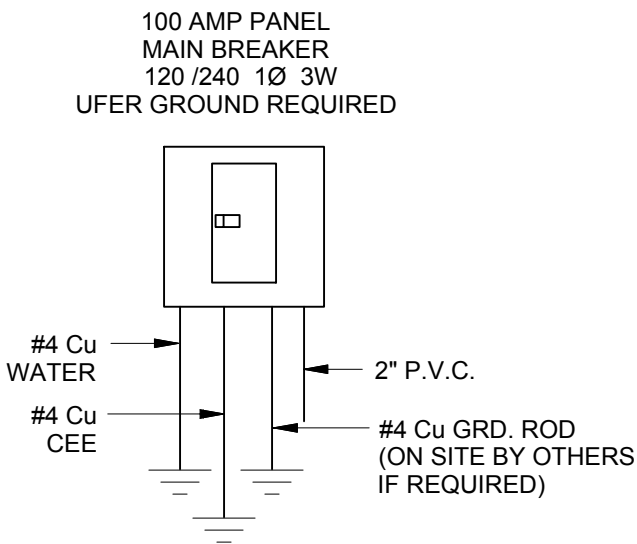 100 AMP PANEL
MAIN BREAKER
120 /240 1Ø 3W
UFER GROUND REQUIRED
#4 Cu
WATER
2" P.V.C.
#4 Cu
CEE
#4 Cu GRD. ROD
(ON SITE BY OTHERS
IF REQUIRED)